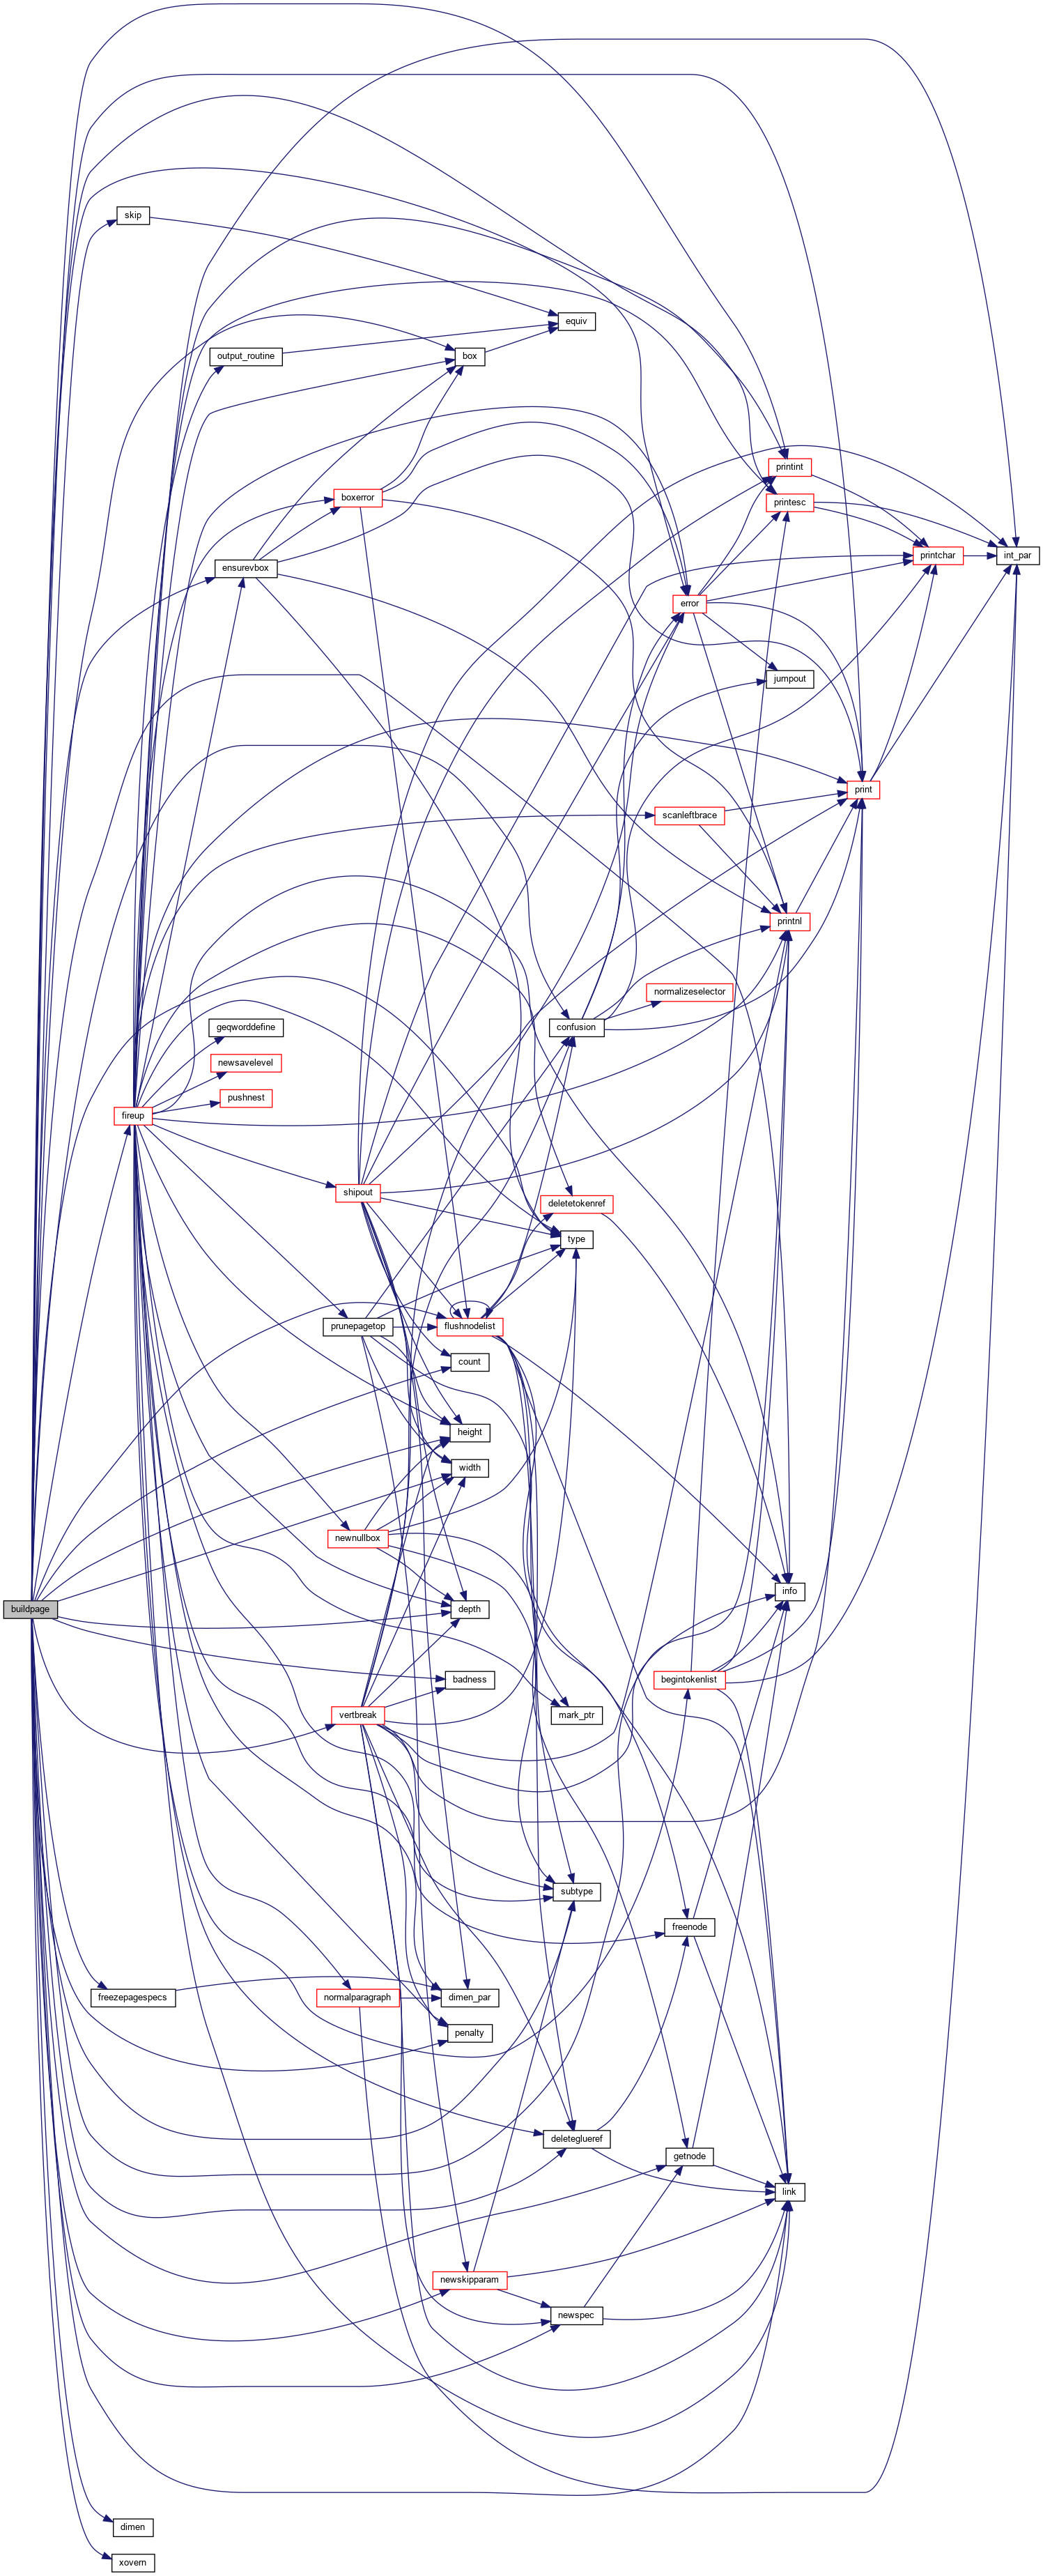 skip
equiv
output_routine
box
printint
boxerror
printesc
printchar
int_par
ensurevbox
error
jumpout
print
scanleftbrace
printnl
normalizeselector
geqworddefine
confusion
newsavelevel
pushnest
fireup
shipout
deletetokenref
type
prunepagetop
flushnodelist
count
height
width
newnullbox
info
buildpage
depth
badness
begintokenlist
vertbreak
mark_ptr
subtype
freenode
freezepagespecs
normalparagraph
dimen_par
penalty
deleteglueref
getnode
link
newskipparam
newspec
dimen
xovern